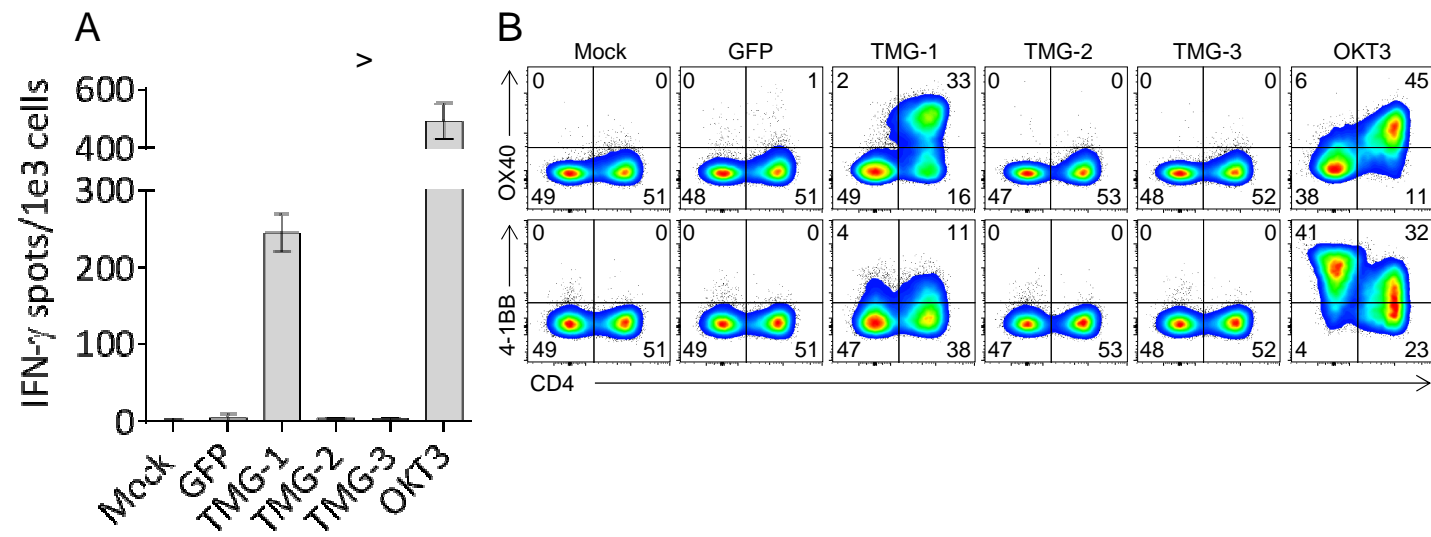 A
>
IFN-γ spots/1e3 cells
600
400
300
200
100
0
Mock
GFP
TMG-1
TMG-2
TMG-3
OKT3
B
Mock GFP TMG-1 TMG-2 TMG-3 OKT3
OX40
0 0 0 1 2 33 0 0 0 0 6 45
49 51 48 51 49 16 47 53 48 52 38 11
4-1BB
0 0 0 0 4 11 0 0 0 0 41 32
49 51 49 51 47 38 47 53 48 52 4 23
CD4